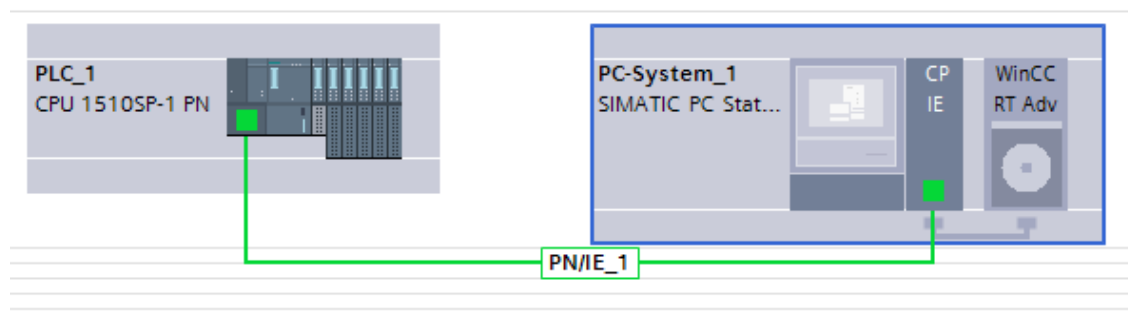 PLC_1
CPU 1510SP-1 PN
PC-System_1
SIMATIC PC Stat...
CP
IE
WinCC
RT Adv
PN/IE_1